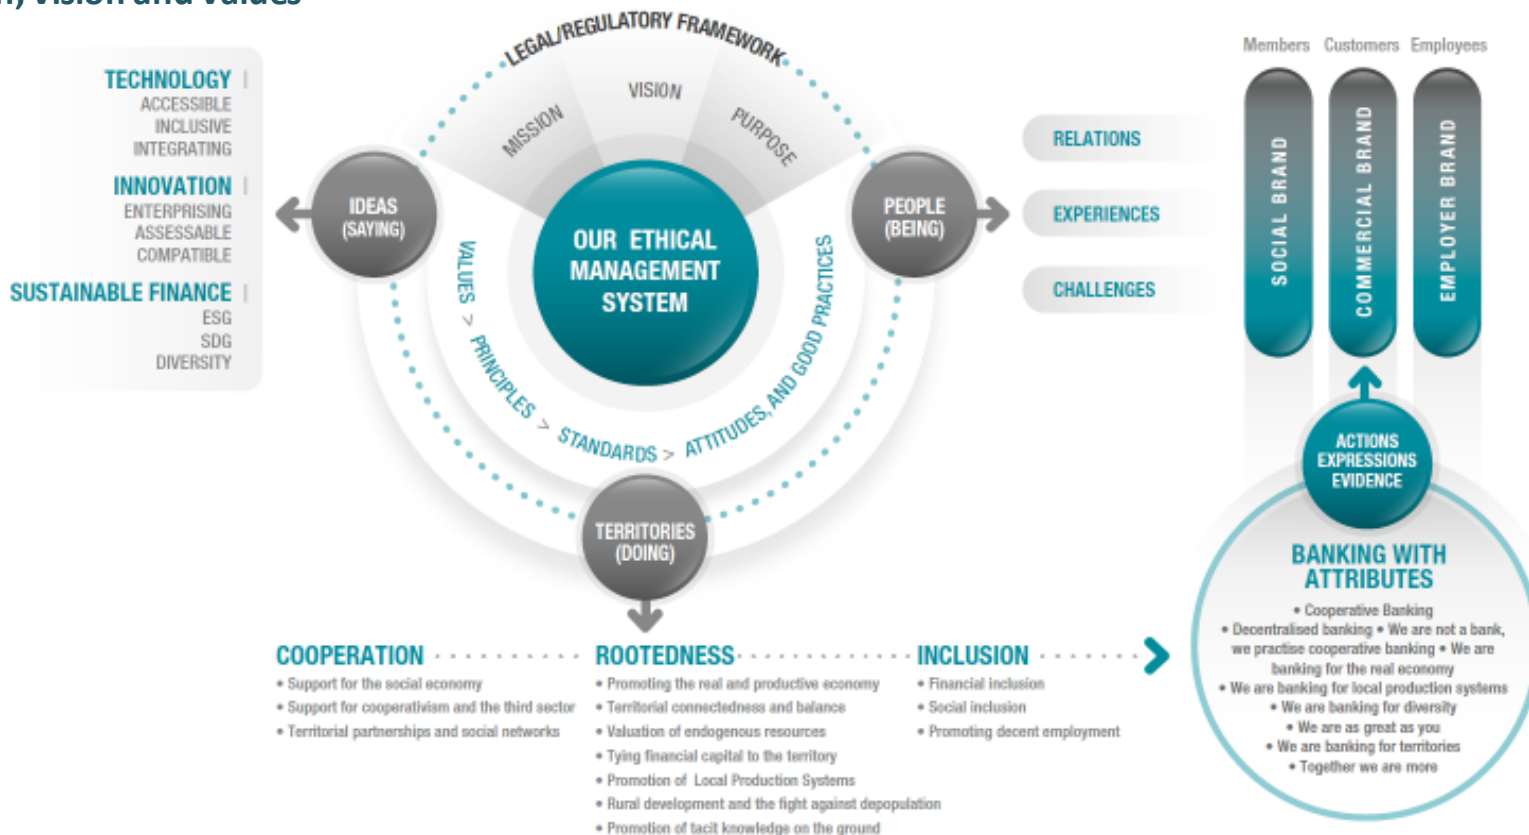 Vision and Values
TECHNOLOGY
ACCESSIBLE
INCLUSIVE
INTEGRATING
INNOVATION
ENTERPRISING
ASSESSABLE
COMPATIBLE
SUSTAINABLE FINANCE
ESG
SDG
DIVERSITY
LEGAL/REGULATORY FRAMEWORK
MISSION
VISION
PURPOSE
IDEAS
(SAYING)
OUR ETHICAL
MANAGEMENT
SYSTEM
PEOPLE
(BEING)
VALUES > PRINCIPLES > STANDARDS > ATTITUDES, AND GOOD PRACTICES
TERRITORIES
(DOING)
RELATIONS
EXPERIENCES
CHALLENGES
Members Customers Employees
SOCIAL BRAND
COMMERCIAL BRAND
EMPLOYER BRAND
ACTIONS
EXPRESSIONS
EVIDENCE
COOPERATION
• Support for the social economy
• Support for cooperativism and the third sector
• Territorial partnerships and social networks
ROOTEDNESS
• Promoting the real and productive economy
• Territorial connectedness and balance
• Valuation of endogenous resources
• Tying financial capital to the territory
• Promotion of Local Production Systems
• Rural development and the fight against depopulation
• Promotion of tacit knowledge on the ground
INCLUSION
• Financial inclusion
• Social inclusion
• Promoting decent employment
BANKING WITH
ATTRIBUTES
• Cooperative Banking
• Decentralised banking • We are not a bank,
we practise cooperative banking • We are
banking for the real economy
• We are banking for local production systems
• We are banking for diversity
• We are as great as you
• We are banking for territories
• Together we are more